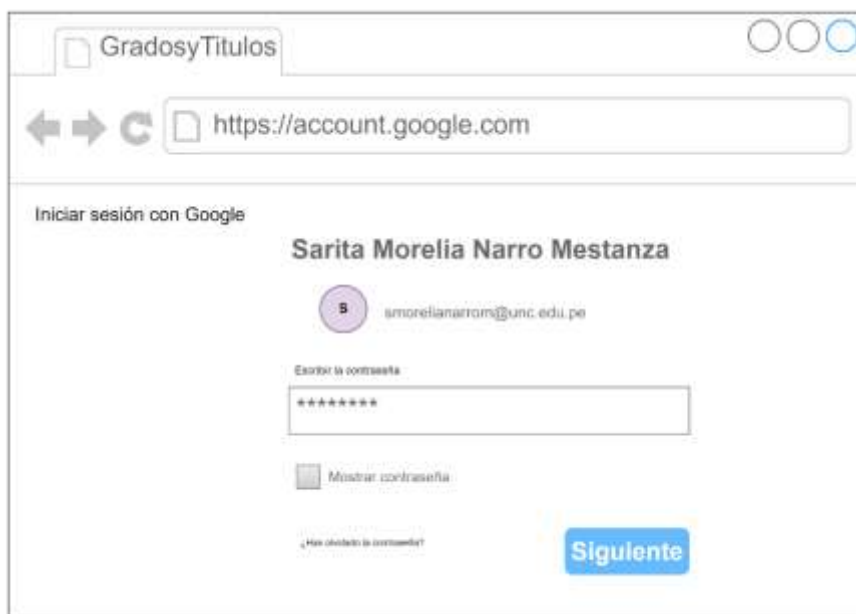 GradosyTitulos
https://account.google.com
Iniciar sesión con Google
Sarita Morelia Narro Mestanza
S
smorelianarrom@unc.edu.pe
Escribir la contraseña
********
Mostrar contraseña
¿Has olvidado la contraseña?
Siguiente